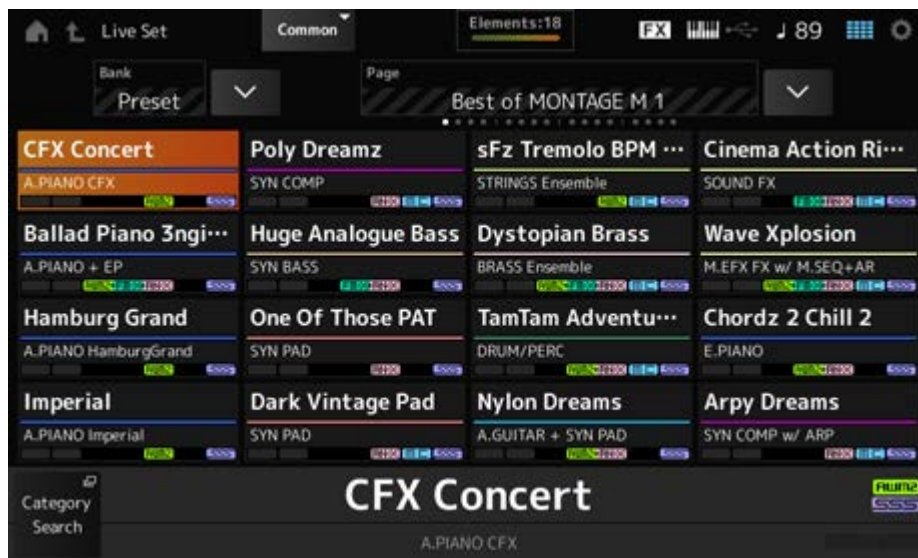 Live Set
Common
Elements:18
FX
89
Bank
Preset
Page
Best of MONTAGE M 1
CFX Concert
A.PIANO CFX
Poly Dreamz
SYN COMP
sFz Tremolo BPM ···
STRINGS Ensemble
Cinema Action Ri···
SOUND FX
Ballad Piano 3ngi···
A.PIANO + EP
Huge Analogue Bass
SYN BASS
Dystopian Brass
BRASS Ensemble
Wave Xplosion
M.EFX FX w/ M.SEQ+AR
Hamburg Grand
A.PIANO HamburgGrand
One Of Those PAT
SYN PAD
TamTam Adventu···
DRUM/PERC
Chordz 2 Chill 2
E.PIANO
Imperial
A.PIANO Imperial
Dark Vintage Pad
SYN PAD
Nylon Dreams
A.GUITAR + SYN PAD
Arpy Dreams
SYN COMP w/ ARP
Category
Search
CFX Concert
AWM2
SSS
A.PIANO CFX